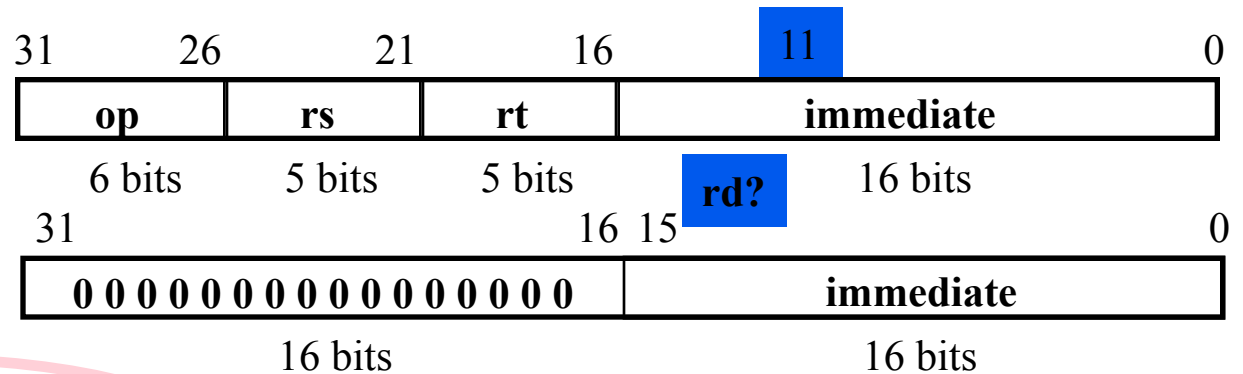 31 26 21 16 11 0
op rs rt immediate
6 bits 5 bits 5 bits rd? 16 bits
31 16 15 0
0 0 0 0 0 0 0 0 0 0 0 0 0 0 0 0 immediate
16 bits 16 bits